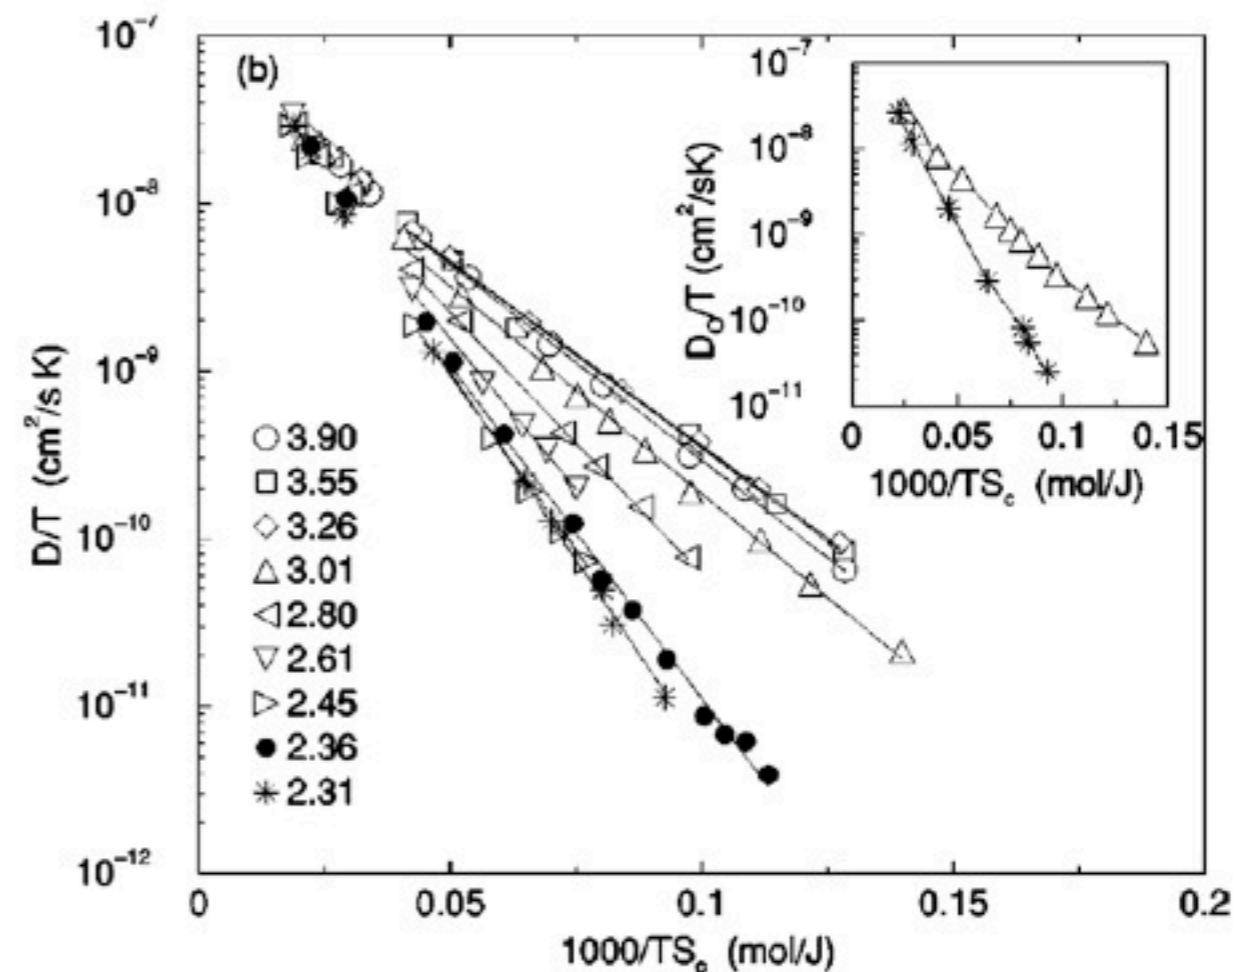 (b)
10⁻⁷
10⁻⁸
10⁻⁹
10⁻¹⁰
10⁻¹¹
10⁻¹²
D/T (cm²/s K)
3.90
3.55
3.26
3.01
2.80
2.61
2.45
2.36
2.31
0 0.05 0.1 0.15 0.2
1000/TS_c (mol/J)
10⁻⁷
10⁻⁸
10⁻⁹
10⁻¹⁰
10⁻¹¹
D_O/T (cm²/sK)
0 0.05 0.1 0.15
1000/TS_c (mol/J)